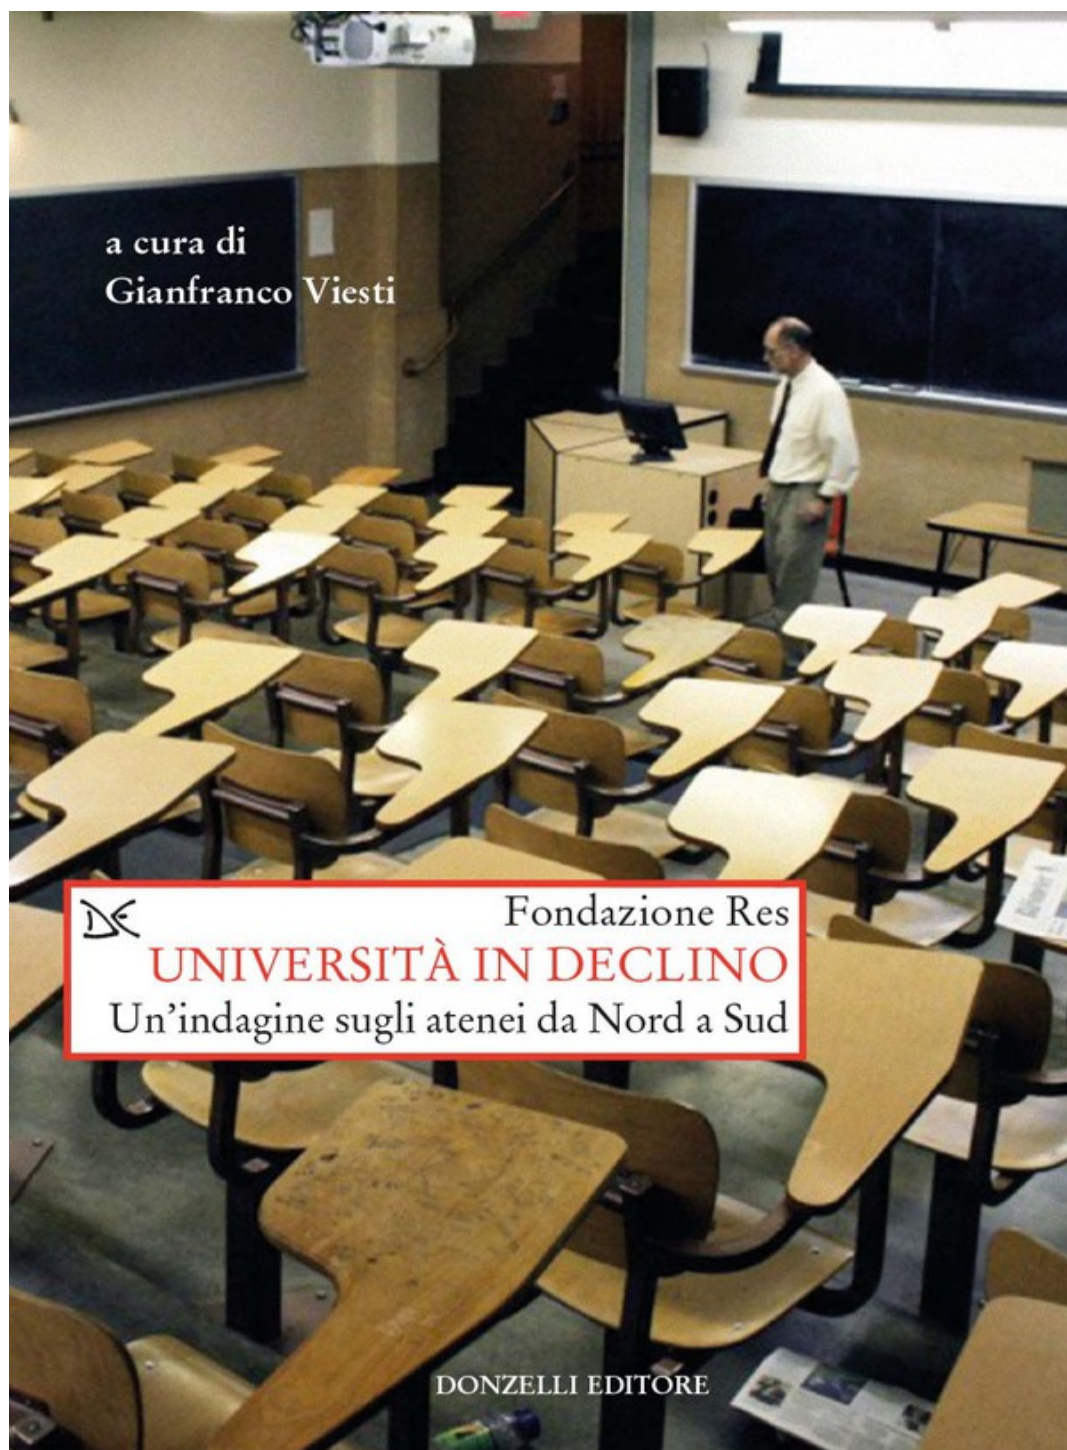 a cura di
Gianfranco Viesti
Fondazione Res
UNIVERSITÀ IN DECLINO
Un'indagine sugli atenei da Nord a Sud
DONZELLI EDITORE